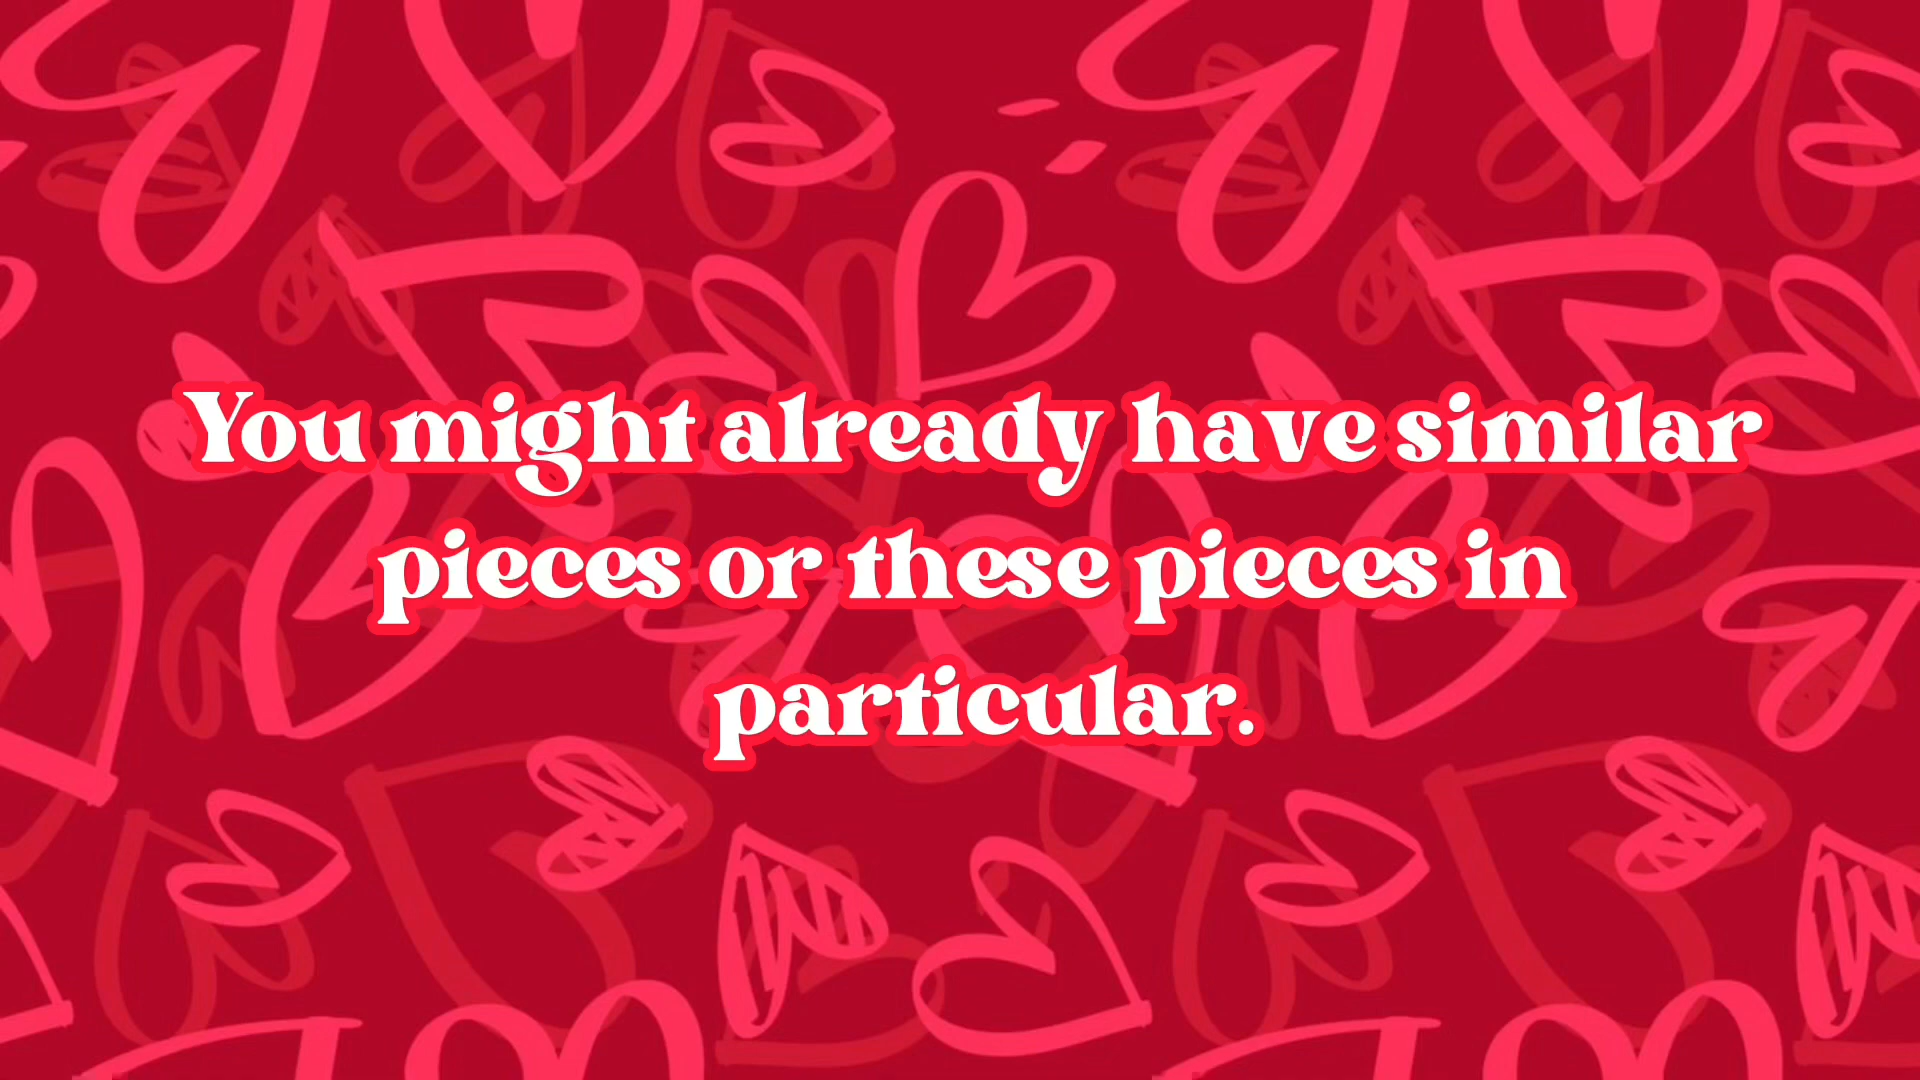 You might already have similar
pieces or these pieces in
particular.